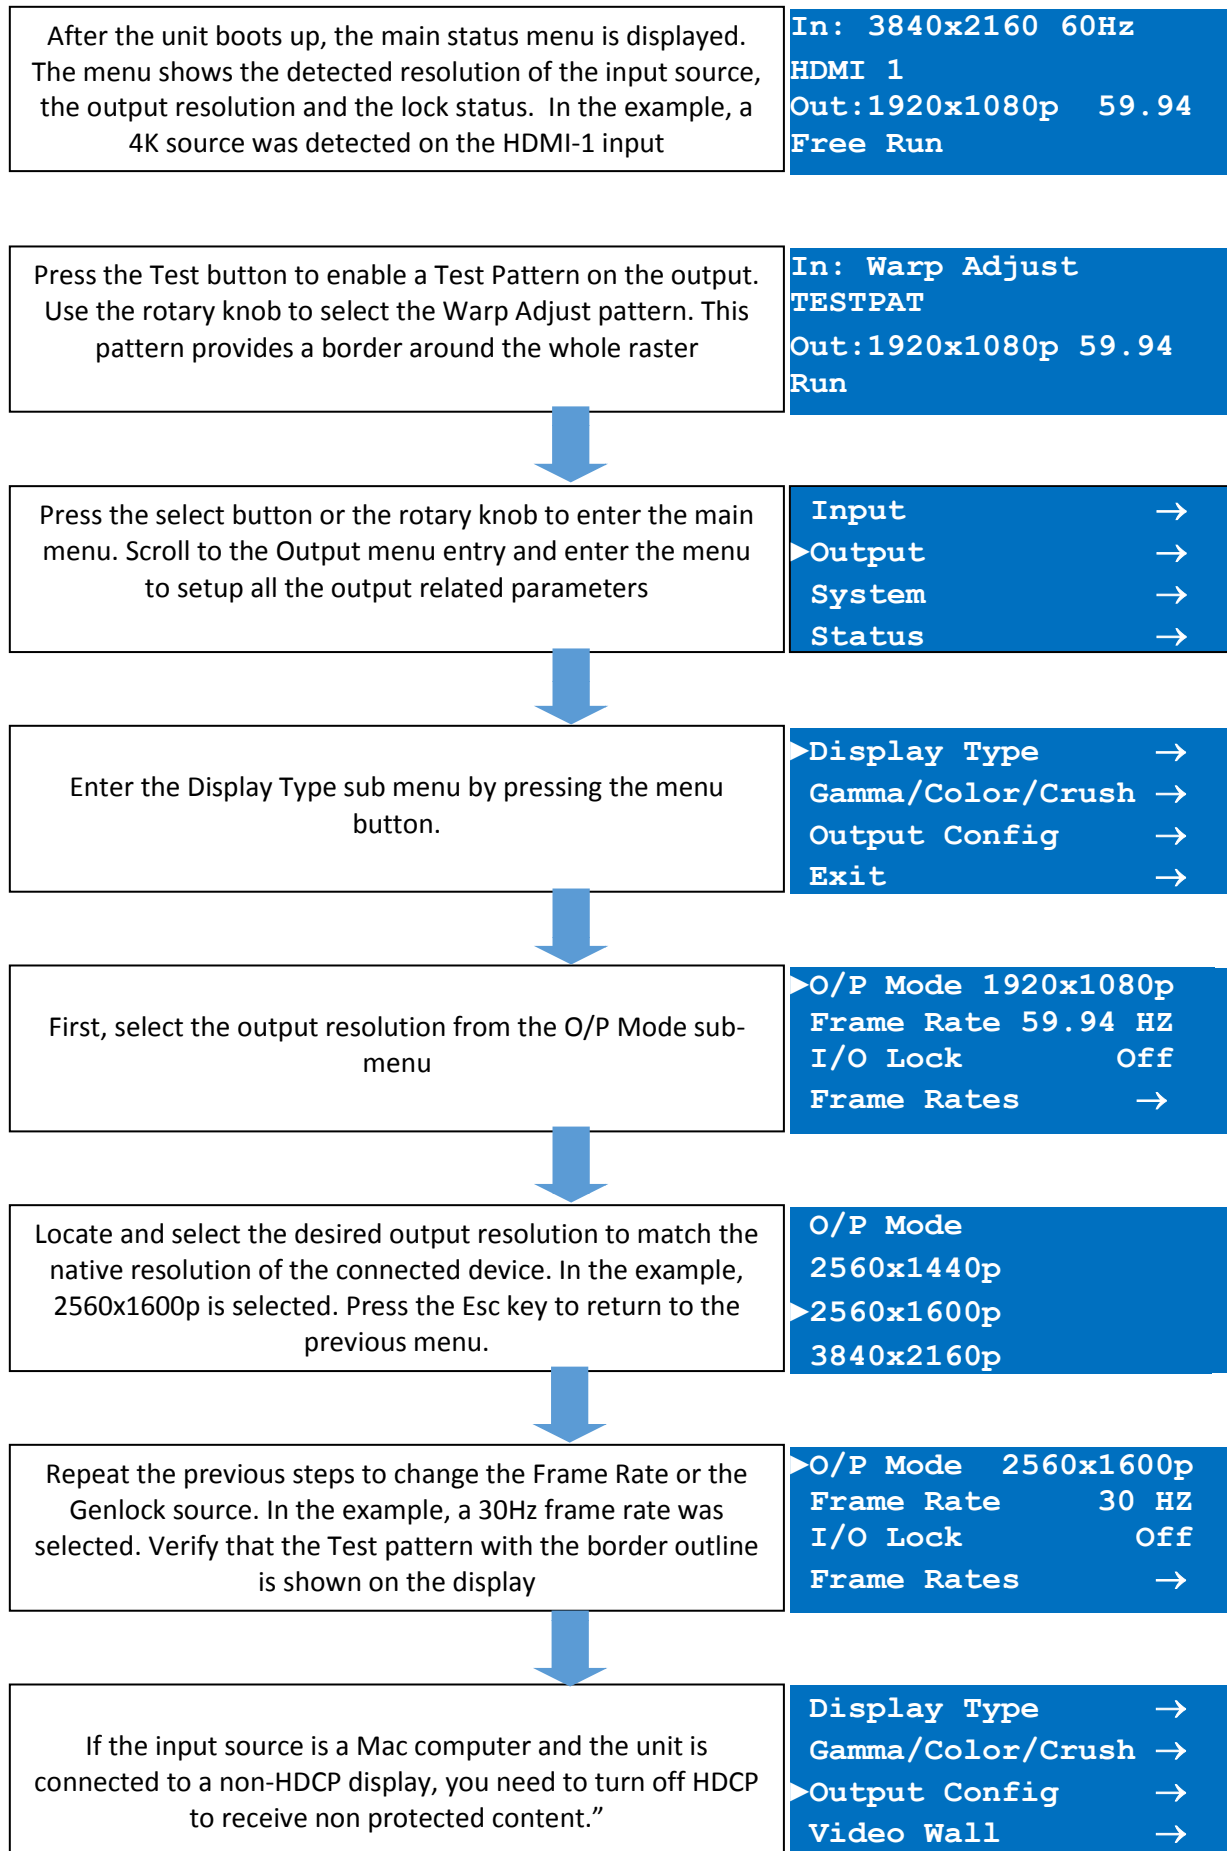 After the unit boots up, the main status menu is displayed.
The menu shows the detected resolution of the input source,
the output resolution and the lock status.  In the example, a
4K source was detected on the HDMI-1 input
In: 3840x2160 60Hz
HDMI 1
Out:1920x1080p  59.94
Free Run
Press the Test button to enable a Test Pattern on the output.
Use the rotary knob to select the Warp Adjust pattern. This
pattern provides a border around the whole raster
In: Warp Adjust
TESTPAT
Out:1920x1080p 59.94
Run
Press the select button or the rotary knob to enter the main
menu. Scroll to the Output menu entry and enter the menu
to setup all the output related parameters
Input →
►Output →
System →
Status →
Enter the Display Type sub menu by pressing the menu
button.
►Display Type →
Gamma/Color/Crush →
Output Config →
Exit →
First, select the output resolution from the O/P Mode sub-
menu
►O/P Mode 1920x1080p
Frame Rate 59.94 HZ
I/O Lock Off
Frame Rates →
Locate and select the desired output resolution to match the
native resolution of the connected device. In the example,
2560x1600p is selected. Press the Esc key to return to the
previous menu.
O/P Mode
2560x1440p
►2560x1600p
3840x2160p
Repeat the previous steps to change the Frame Rate or the
Genlock source. In the example, a 30Hz frame rate was
selected. Verify that the Test pattern with the border outline
is shown on the display
►O/P Mode 2560x1600p
Frame Rate 30 HZ
I/O Lock Off
Frame Rates →
If the input source is a Mac computer and the unit is
connected to a non-HDCP display, you need to turn off HDCP
to receive non protected content.”
Display Type →
Gamma/Color/Crush →
►Output Config →
Video Wall →